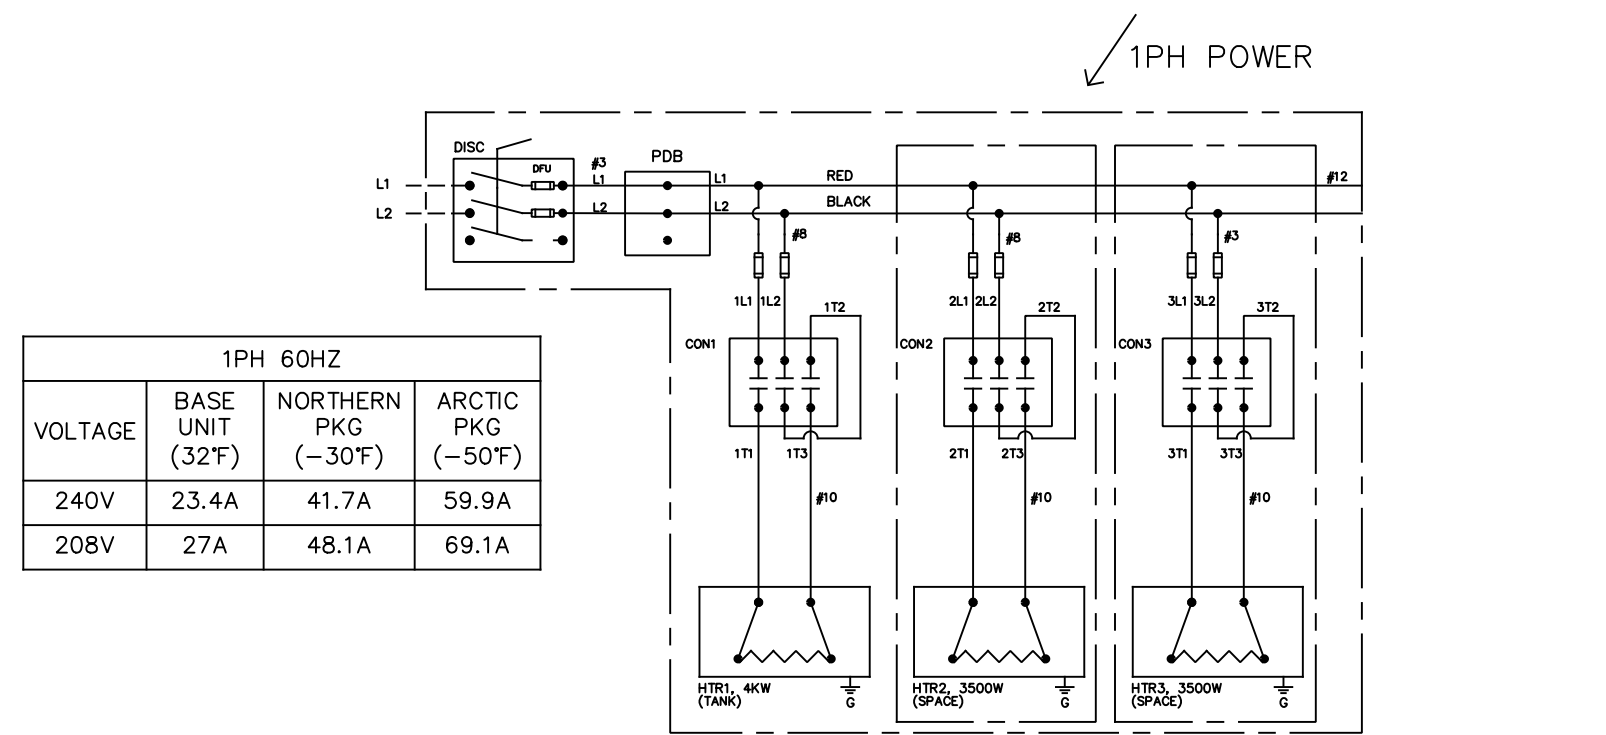 1PH POWER
DISC
DFU
#3
PDB
L1
L1
L1
RED
#12
L2
L2
L2
BLACK
#8
#8
#3
1L1 1L2
2L1 2L2
3L1 3L2
1T2
2T2
3T2
CON1
CON2
CON3
1T1
1T3
2T1
2T3
3T1
3T3
#10
#10
#10
HTR1, 4KW
(TANK)
G
HTR2, 3500W
(SPACE)
G
HTR3, 3500W
(SPACE)
G
1PH 60HZ
VOLTAGE
BASE
UNIT
(32°F)
NORTHERN
PKG
(−30°F)
ARCTIC
PKG
(−50°F)
240V 23.4A 41.7A 59.9A
208V 27A 48.1A 69.1A